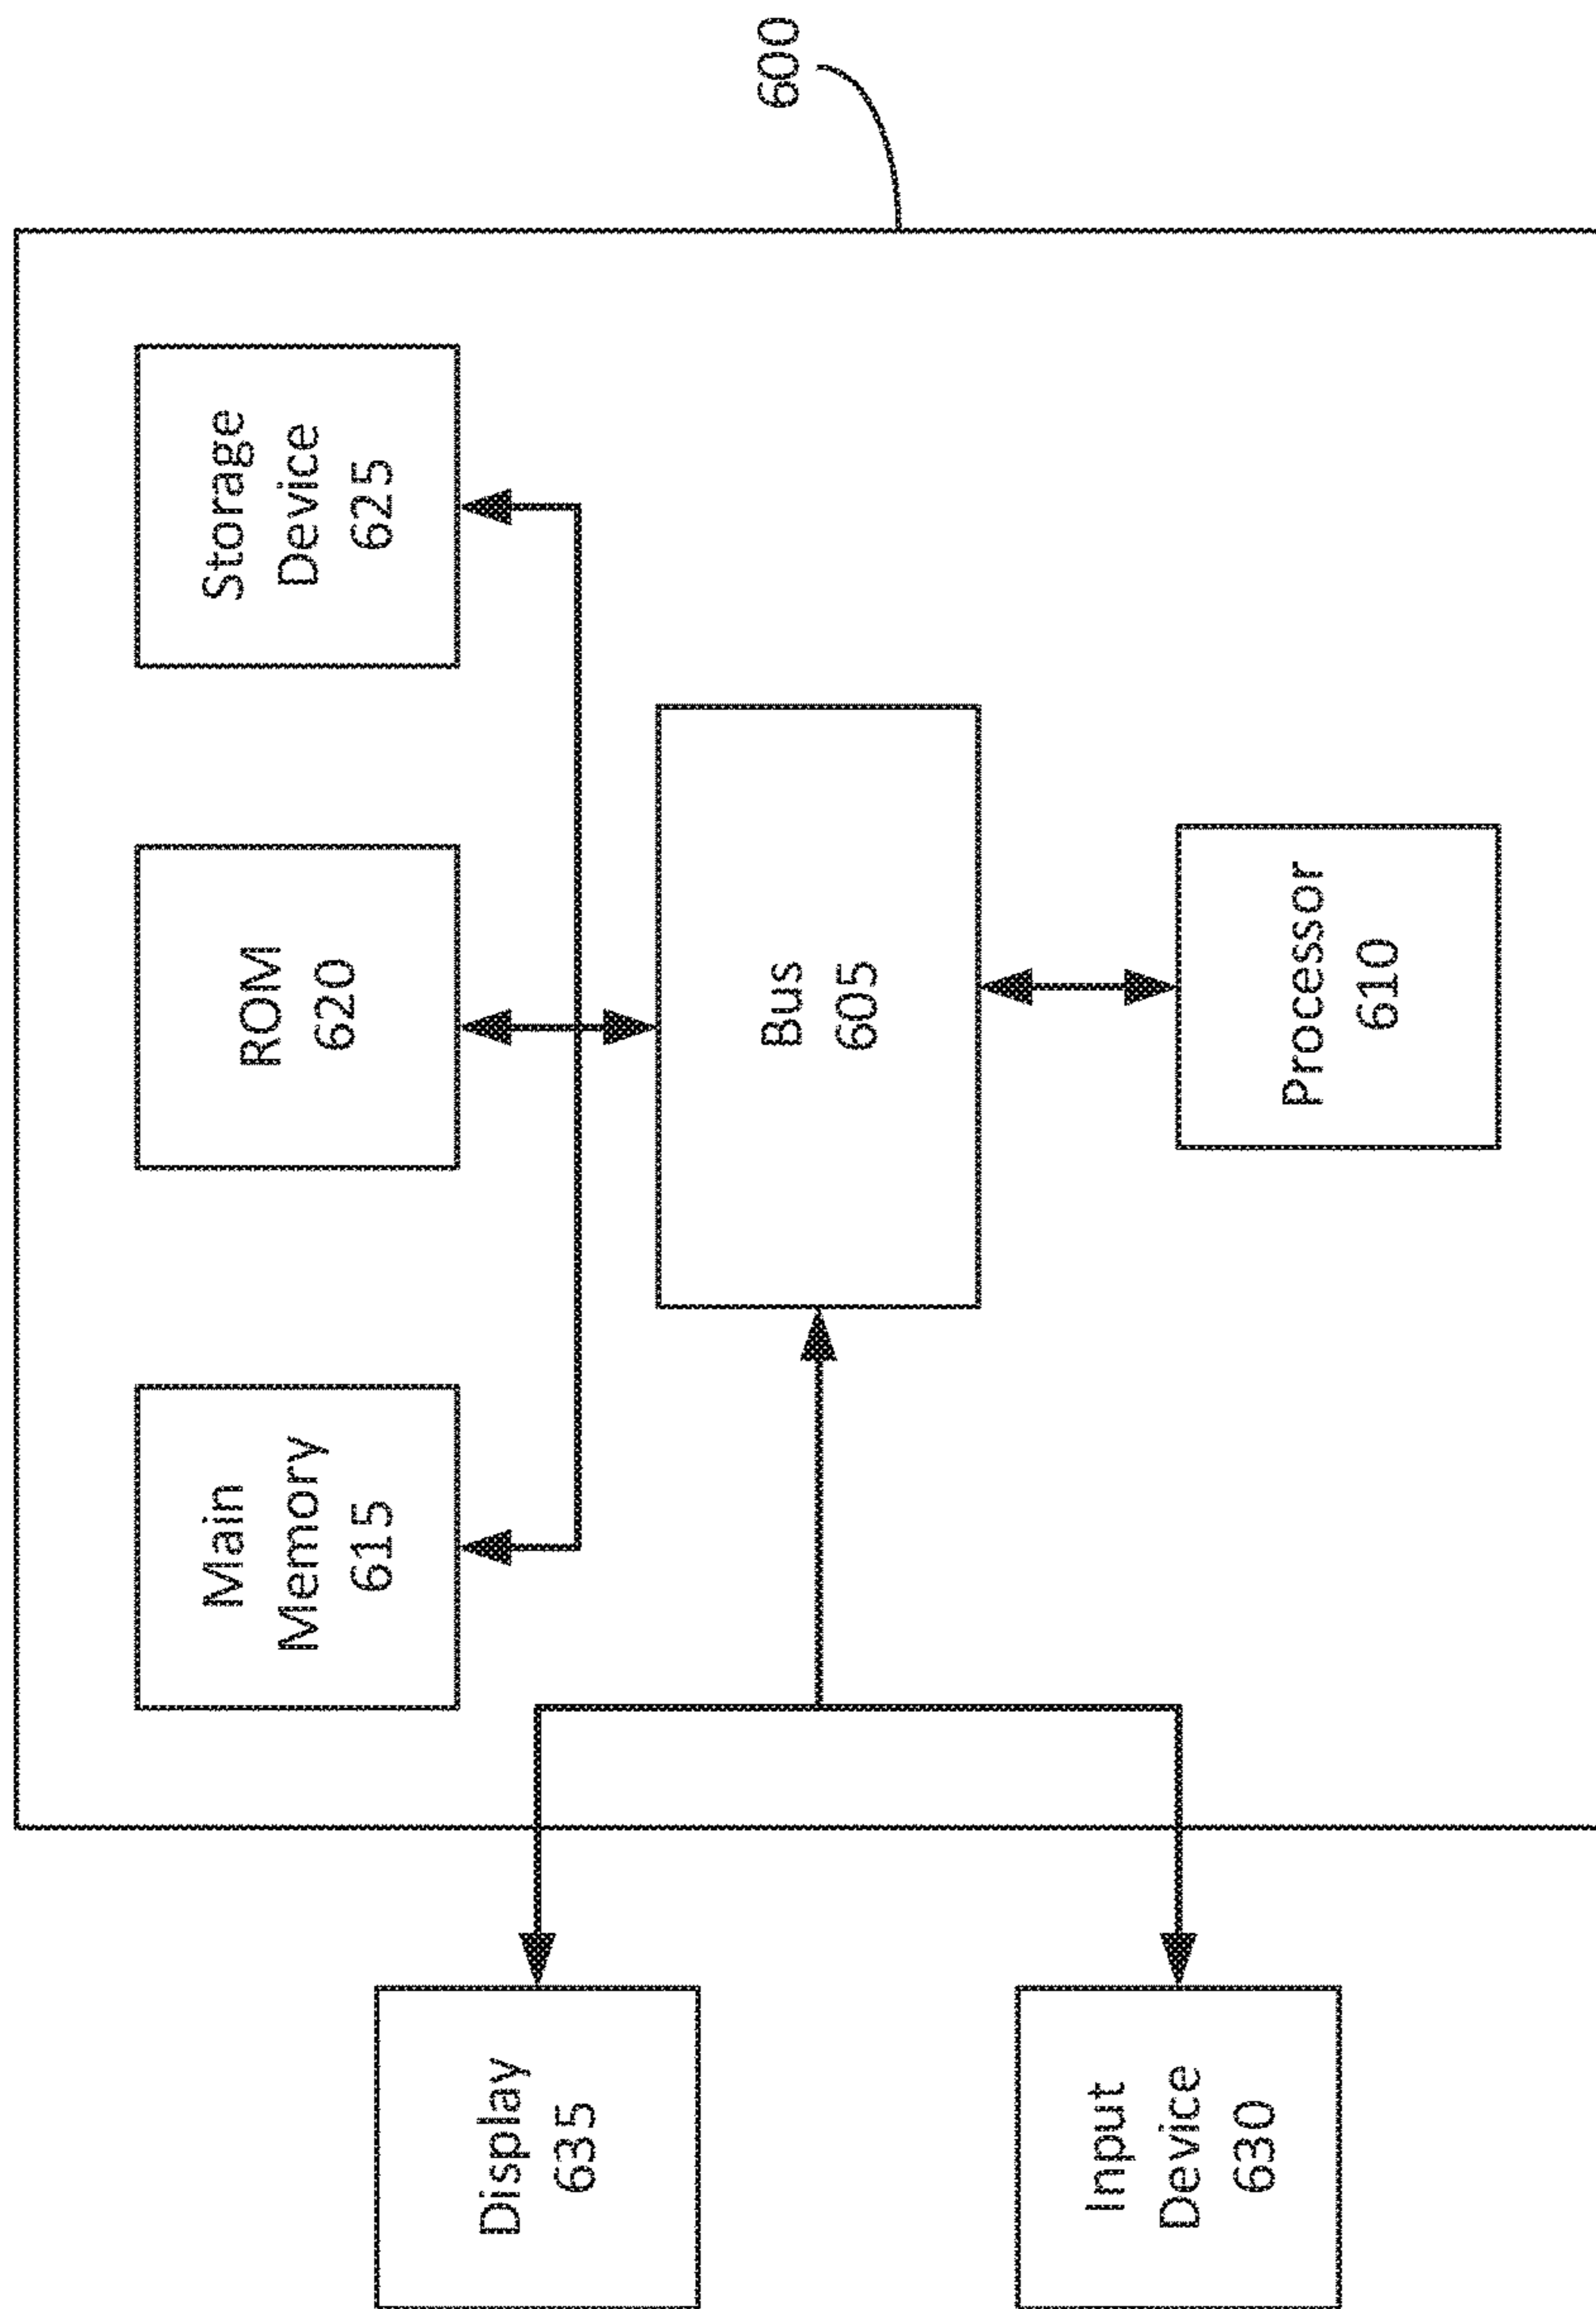 600
Main
Memory
615
ROM
620
Storage
Device
625
Display
635
Bus
605
Input
Device
630
Processor
610